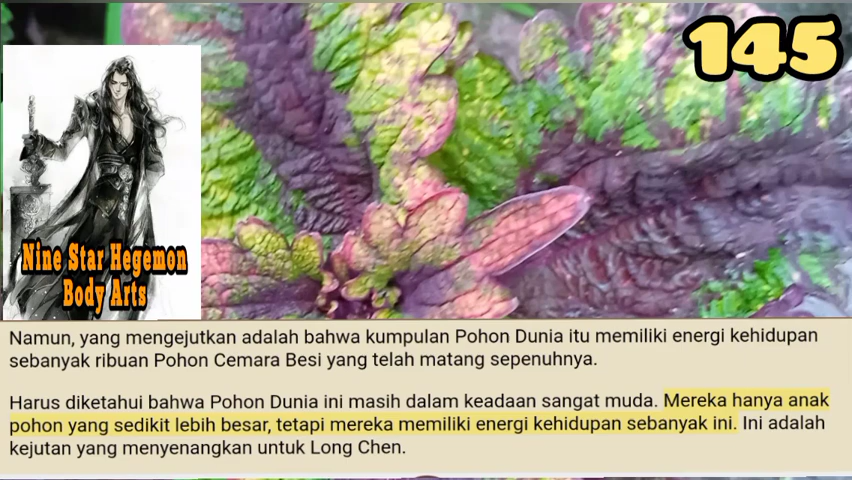 145
Nine Star Hegemon
Body Arts
Namun, yang mengejutkan adalah bahwa kumpulan Pohon Dunia itu memiliki energi kehidupan
sebanyak ribuan Pohon Cemara Besi yang telah matang sepenuhnya.
Harus diketahui bahwa Pohon Dunia ini masih dalam keadaan sangat muda. Mereka hanya anak
pohon yang sedikit lebih besar, tetapi mereka memiliki energi kehidupan sebanyak ini. Ini adalah
kejutan yang menyenangkan untuk Long Chen.